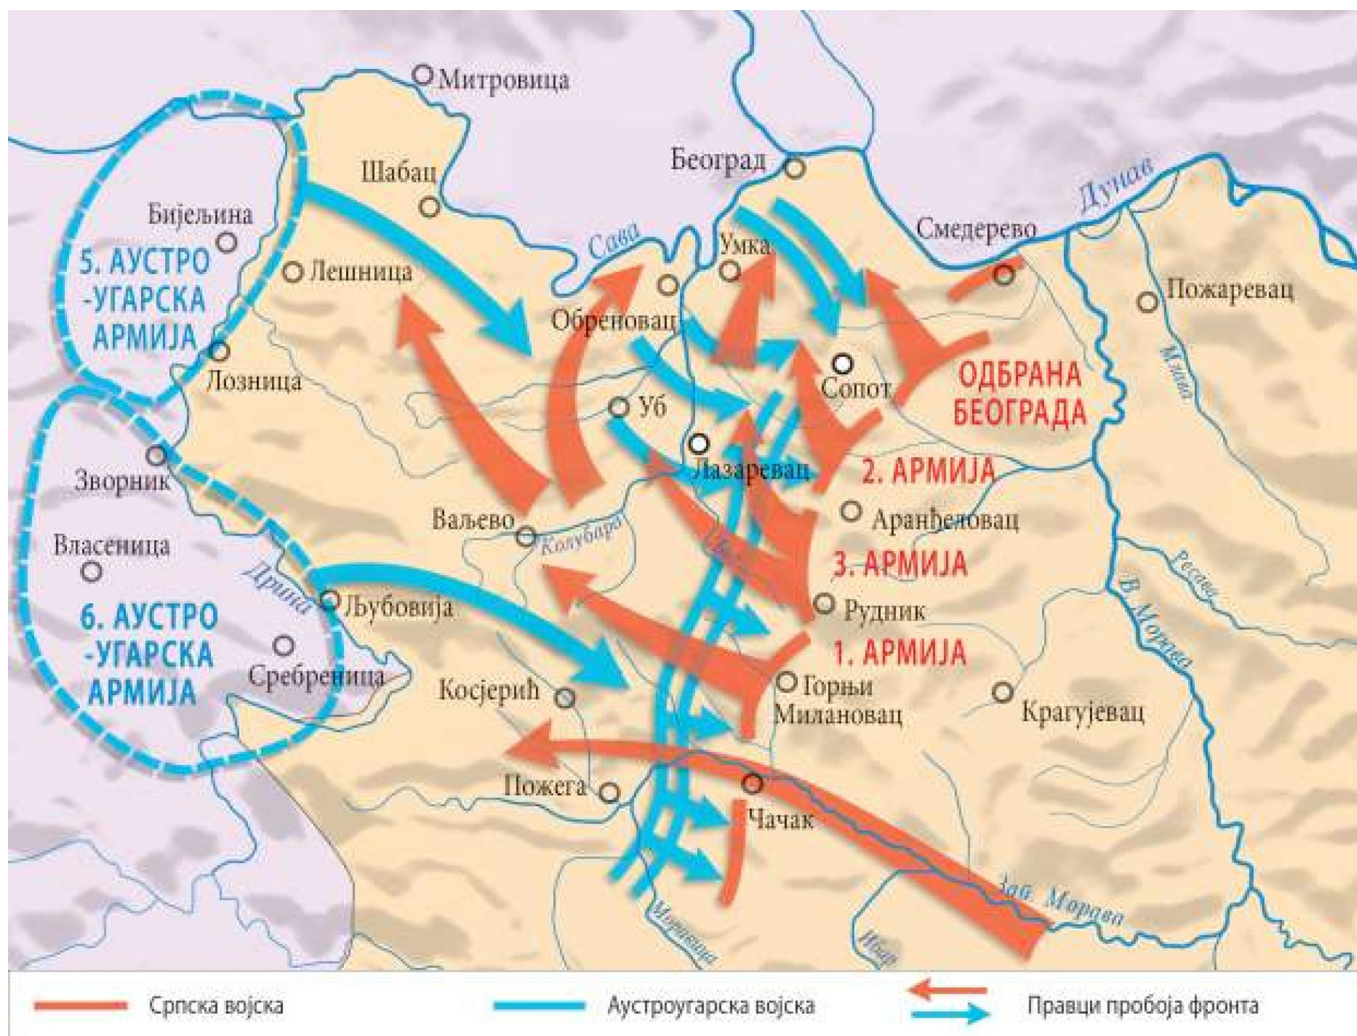 Митровица
Београд
Дунав
Шабац
Смедерево
Бијељина
Сава
Умка
5. АУСТРО
-УГАРСКА
АРМИЈА
Лешница
Пожаревац
Обреновац
Млава
Лозница
Сопот
ОДБРАНА
БЕОГРАДА
Уб
Зворник
Лазаревац
2. АРМИЈА
Ваљево
Колубара
Аранђеловац
Власеница
3. АРМИЈА
Ресава
Дрина
Љубовија
Рудник
В. Морава
6. АУСТРО
-УГАРСКА
АРМИЈА
1. АРМИЈА
Сребреница
Косјерић
Горњи
Милановац
Крагујевац
Пожега
Чачак
Зап. Морава
Моравица
Ибар
Српска војска
Аустроугарска војска
Правци пробоја фронта